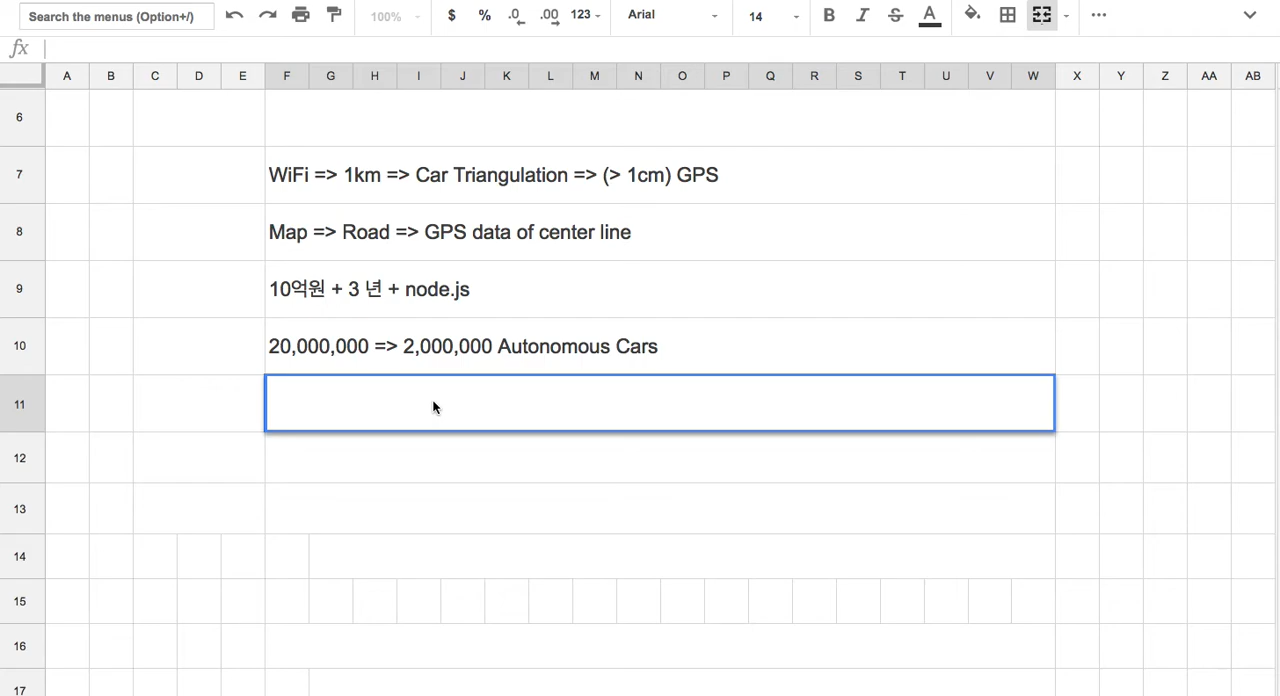 Search the menus (Option+/)
100%
$ % .0 .00 123
Arial
14
B I S A
fx
A B C D E F G H I J K L M N O P Q R S T U V W X Y Z AA AB
6
7 WiFi => 1km => Car Triangulation => (> 1cm) GPS
8 Map => Road => GPS data of center line
9 10억원 + 3 년 + node.js
10 20,000,000 => 2,000,000 Autonomous Cars
11
12
13
14
15
16
17